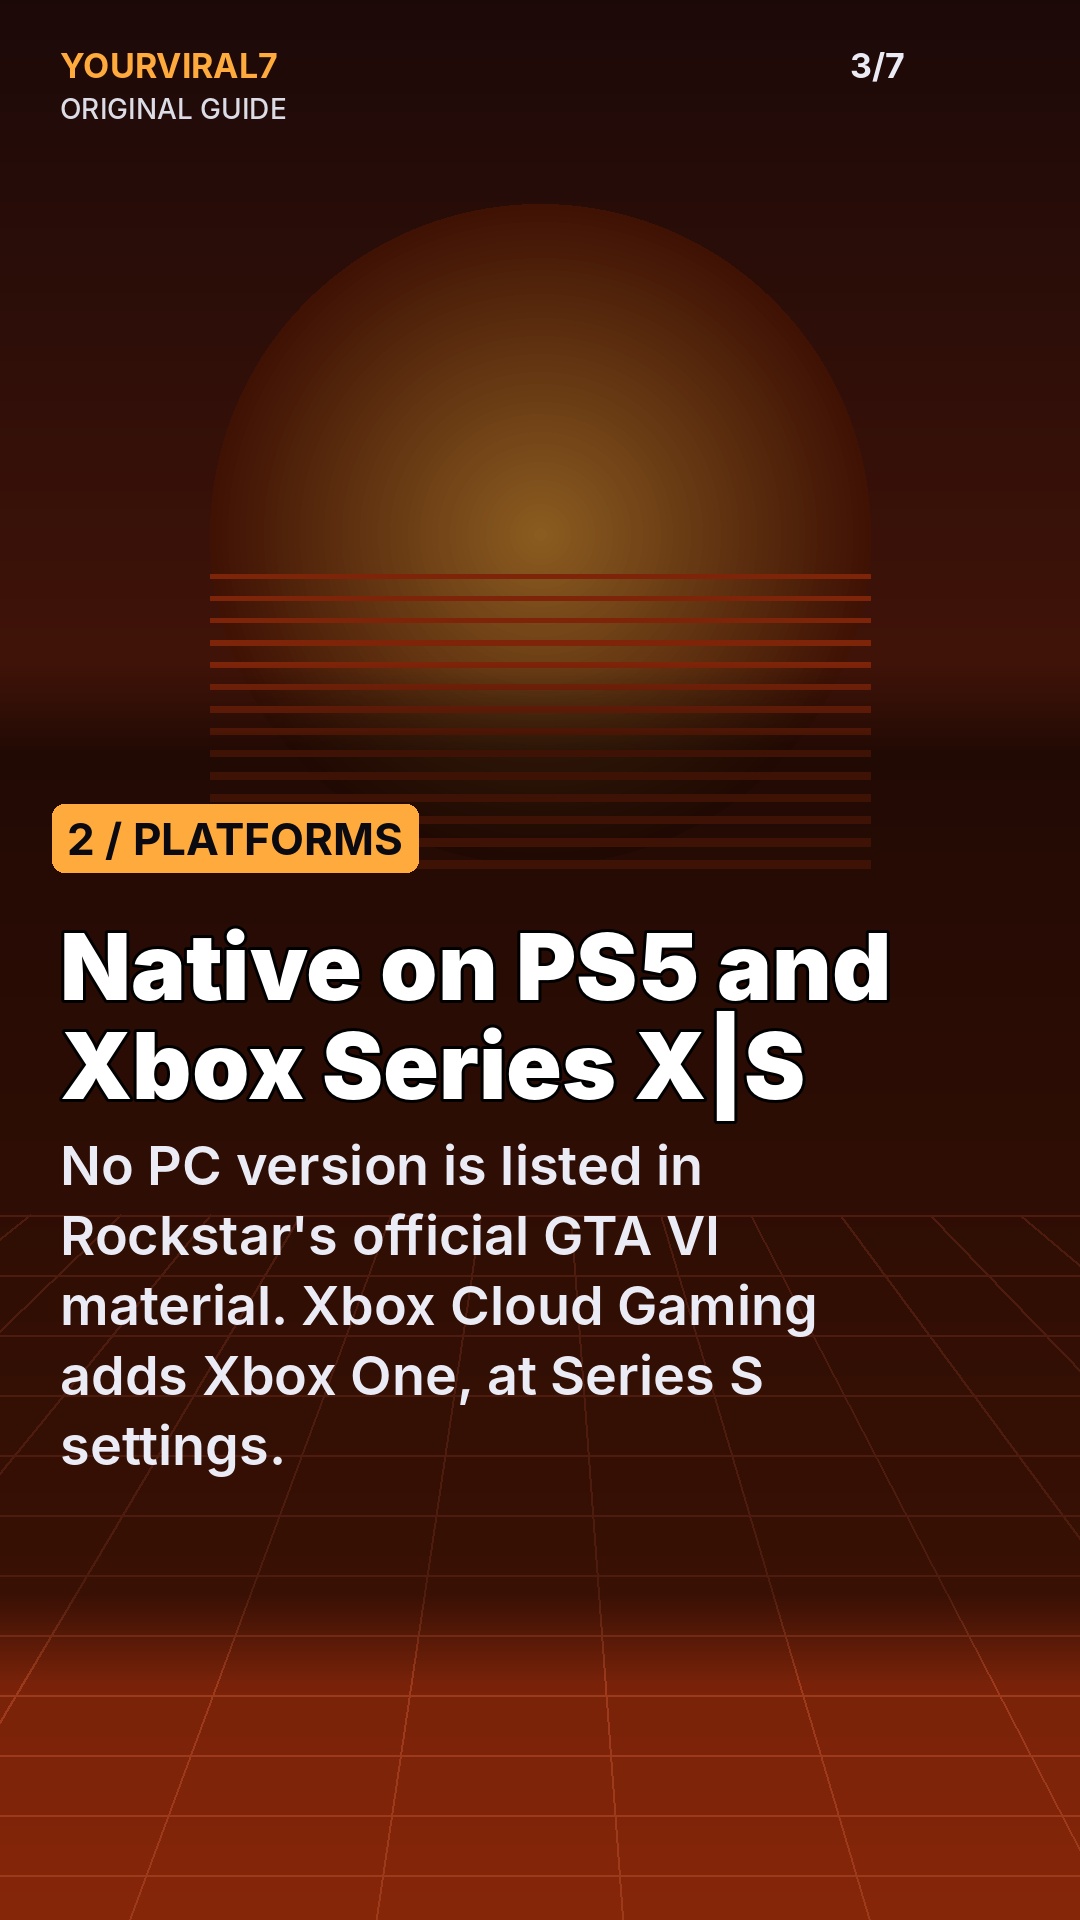 YOURVIRAL7
3/7
ORIGINAL GUIDE
2 / PLATFORMS
Native on PS5 and
Xbox Series X|S
No PC version is listed in
Rockstar's official GTA VI
material. Xbox Cloud Gaming
adds Xbox One, at Series S
settings.